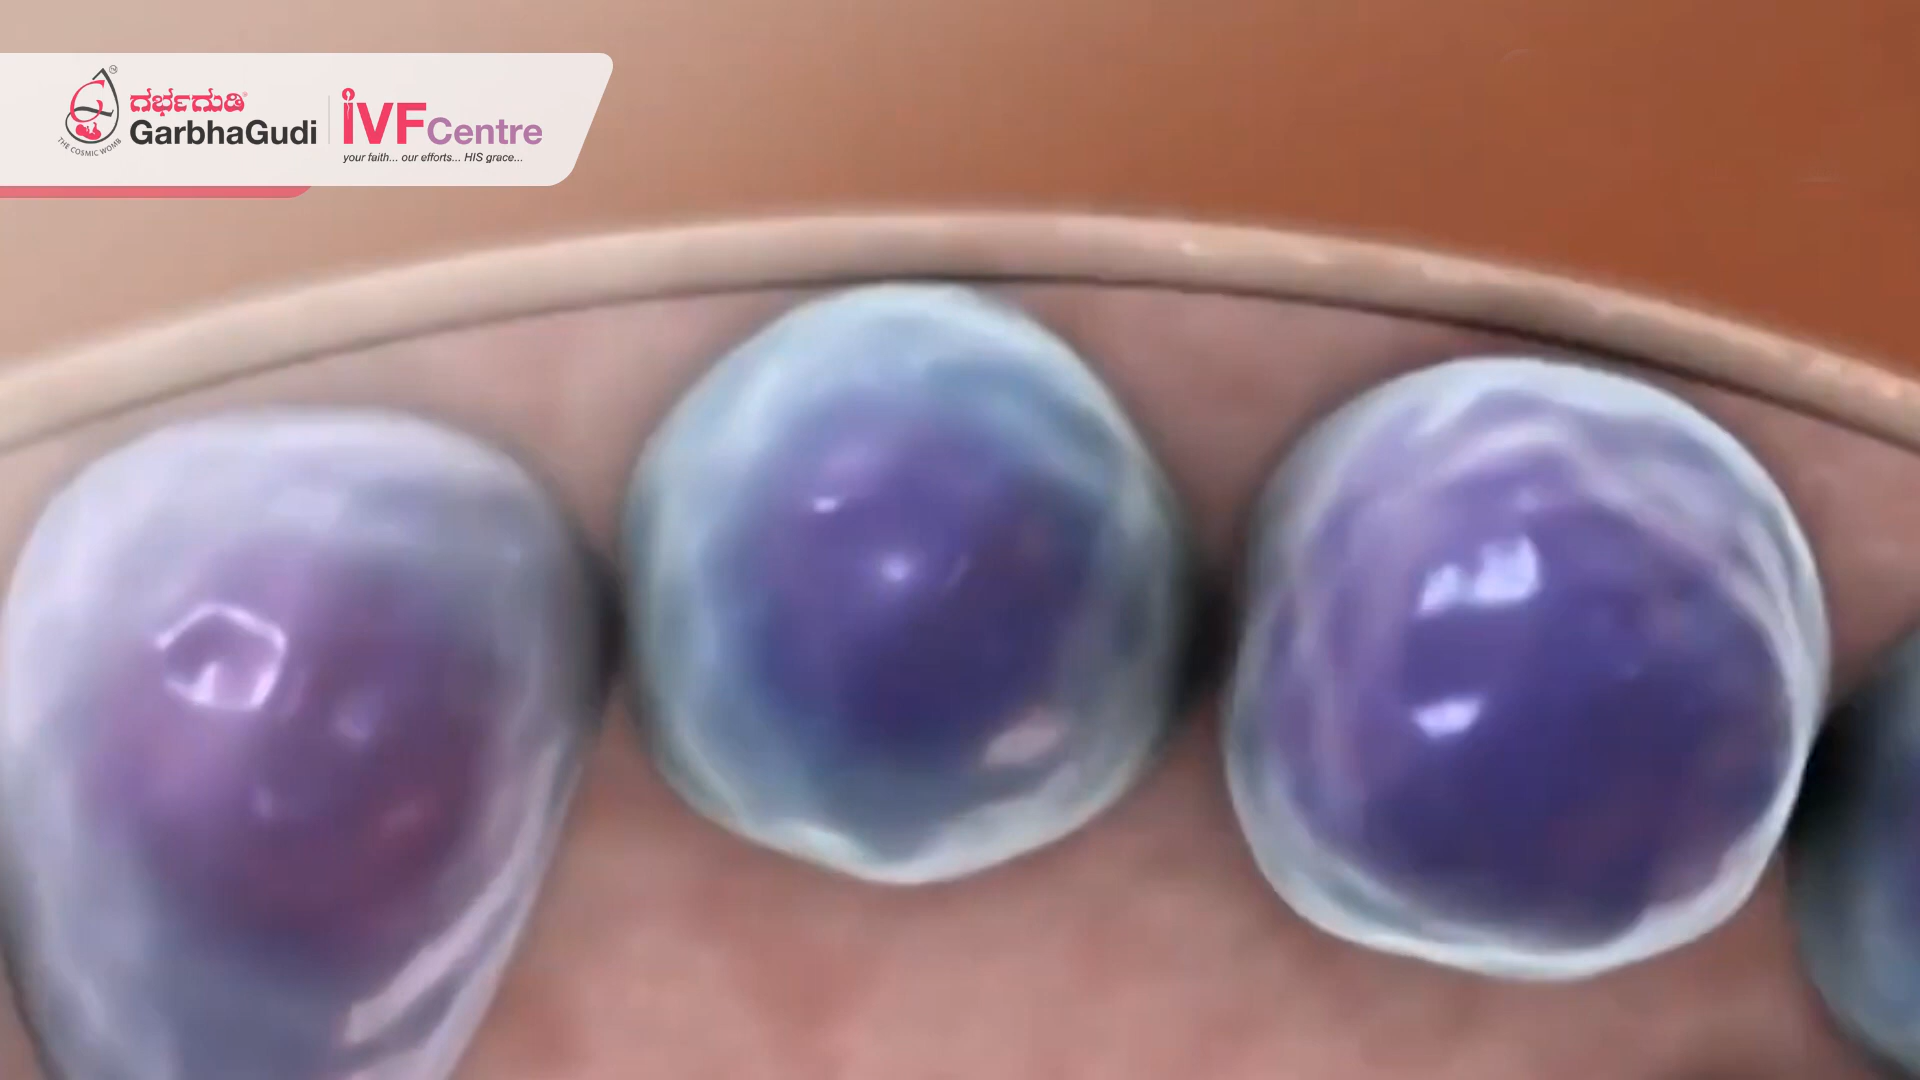 ಗರ್ಭಗುಡಿ
GarbhaGudi
THE COSMIC WOMB
iVF Centre
your faith... our efforts... HIS grace...